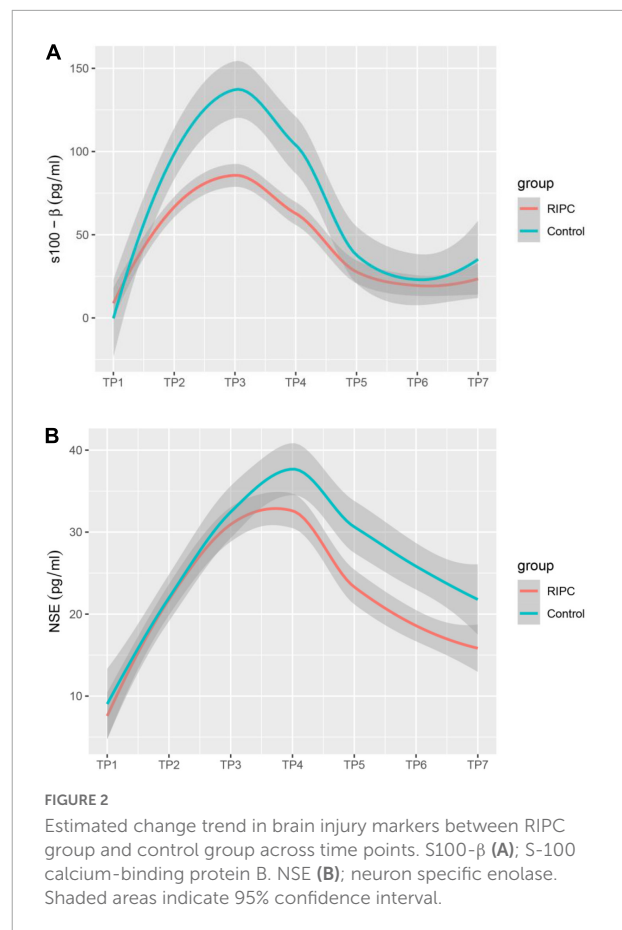 A
150
100
50
0
s100 − β (pg/ml)
TP1 TP2 TP3 TP4 TP5 TP6 TP7
group
RIPC
Control
B
40
30
20
10
NSE (pg/ml)
TP1 TP2 TP3 TP4 TP5 TP6 TP7
group
RIPC
Control
FIGURE 2
Estimated change trend in brain injury markers between RIPC
group and control group across time points. S100-β (A); S-100
calcium-binding protein B. NSE (B); neuron specific enolase.
Shaded areas indicate 95% confidence interval.